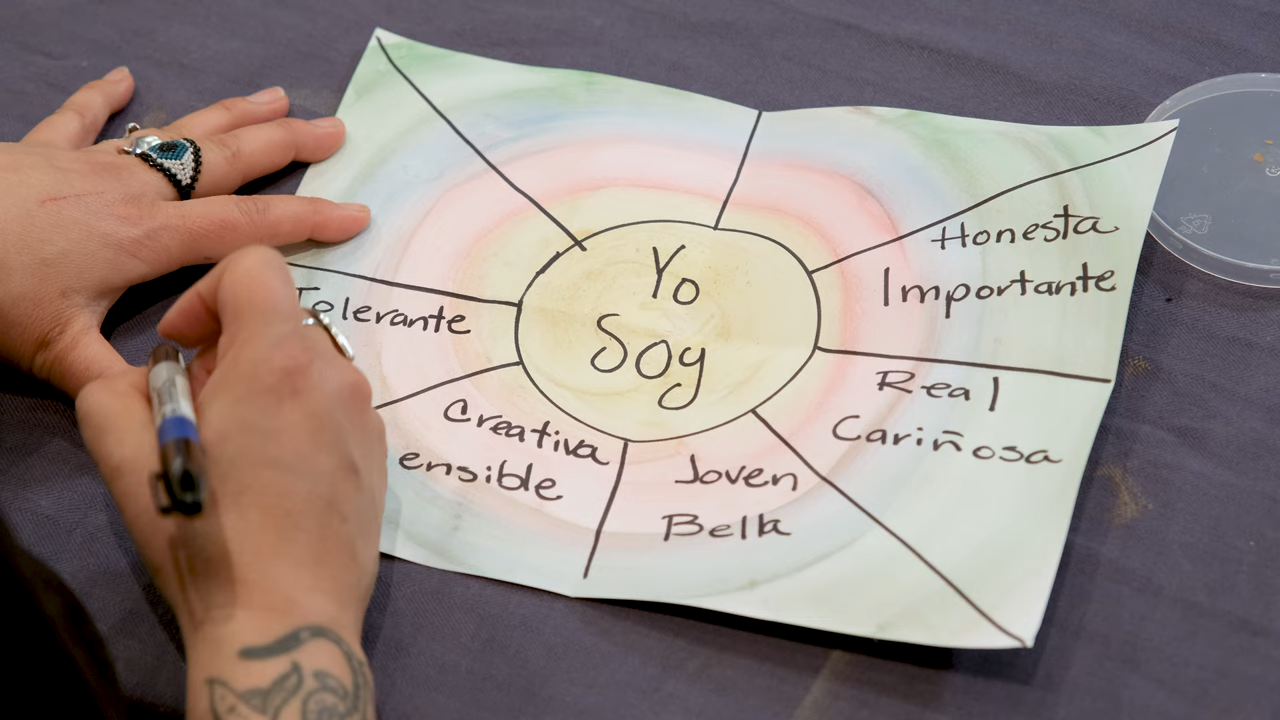 Yo
Soy
Honesta
Importante
Real
Cariñosa
Joven
Bella
Creativa
ensible
Tolerante